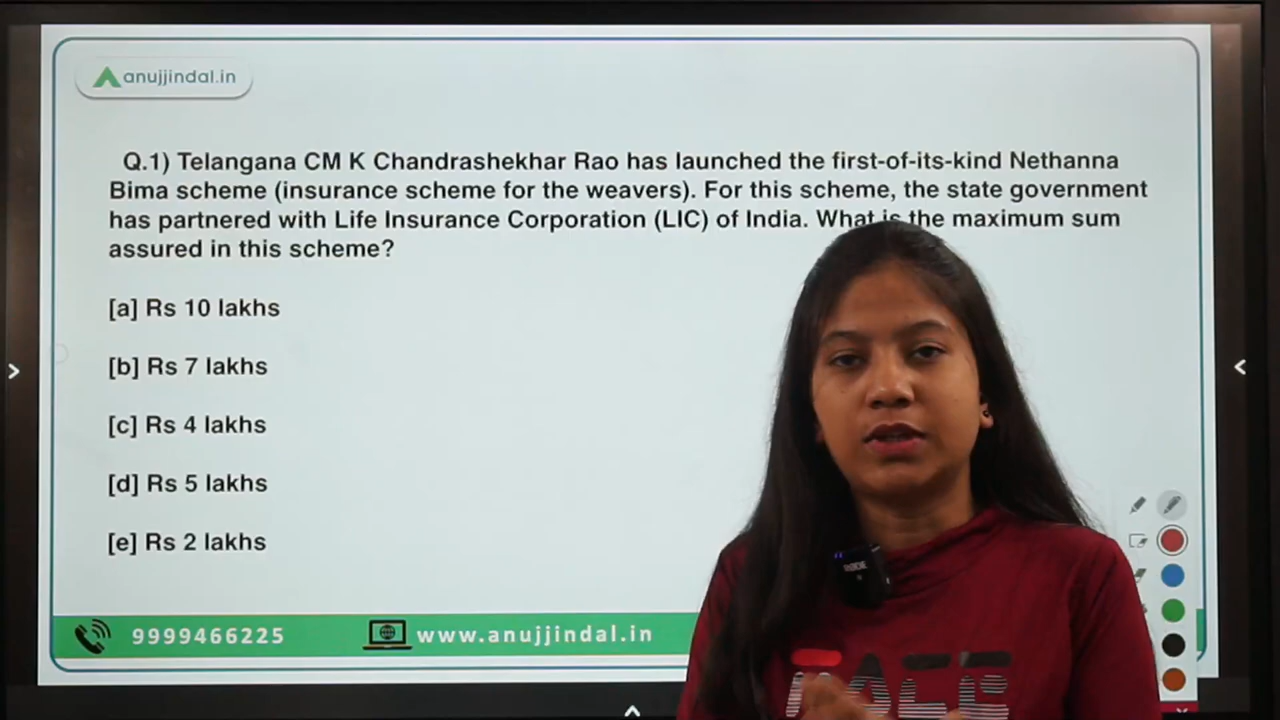 anujjindal.in
Q.1) Telangana CM K Chandrashekhar Rao has launched the first-of-its-kind Nethanna
Bima scheme (insurance scheme for the weavers). For this scheme, the state government
has partnered with Life Insurance Corporation (LIC) of India. What is the maximum sum
assured in this scheme?
[a] Rs 10 lakhs
[b] Rs 7 lakhs
[c] Rs 4 lakhs
[d] Rs 5 lakhs
[e] Rs 2 lakhs
9999466225
www.anujjindal.in